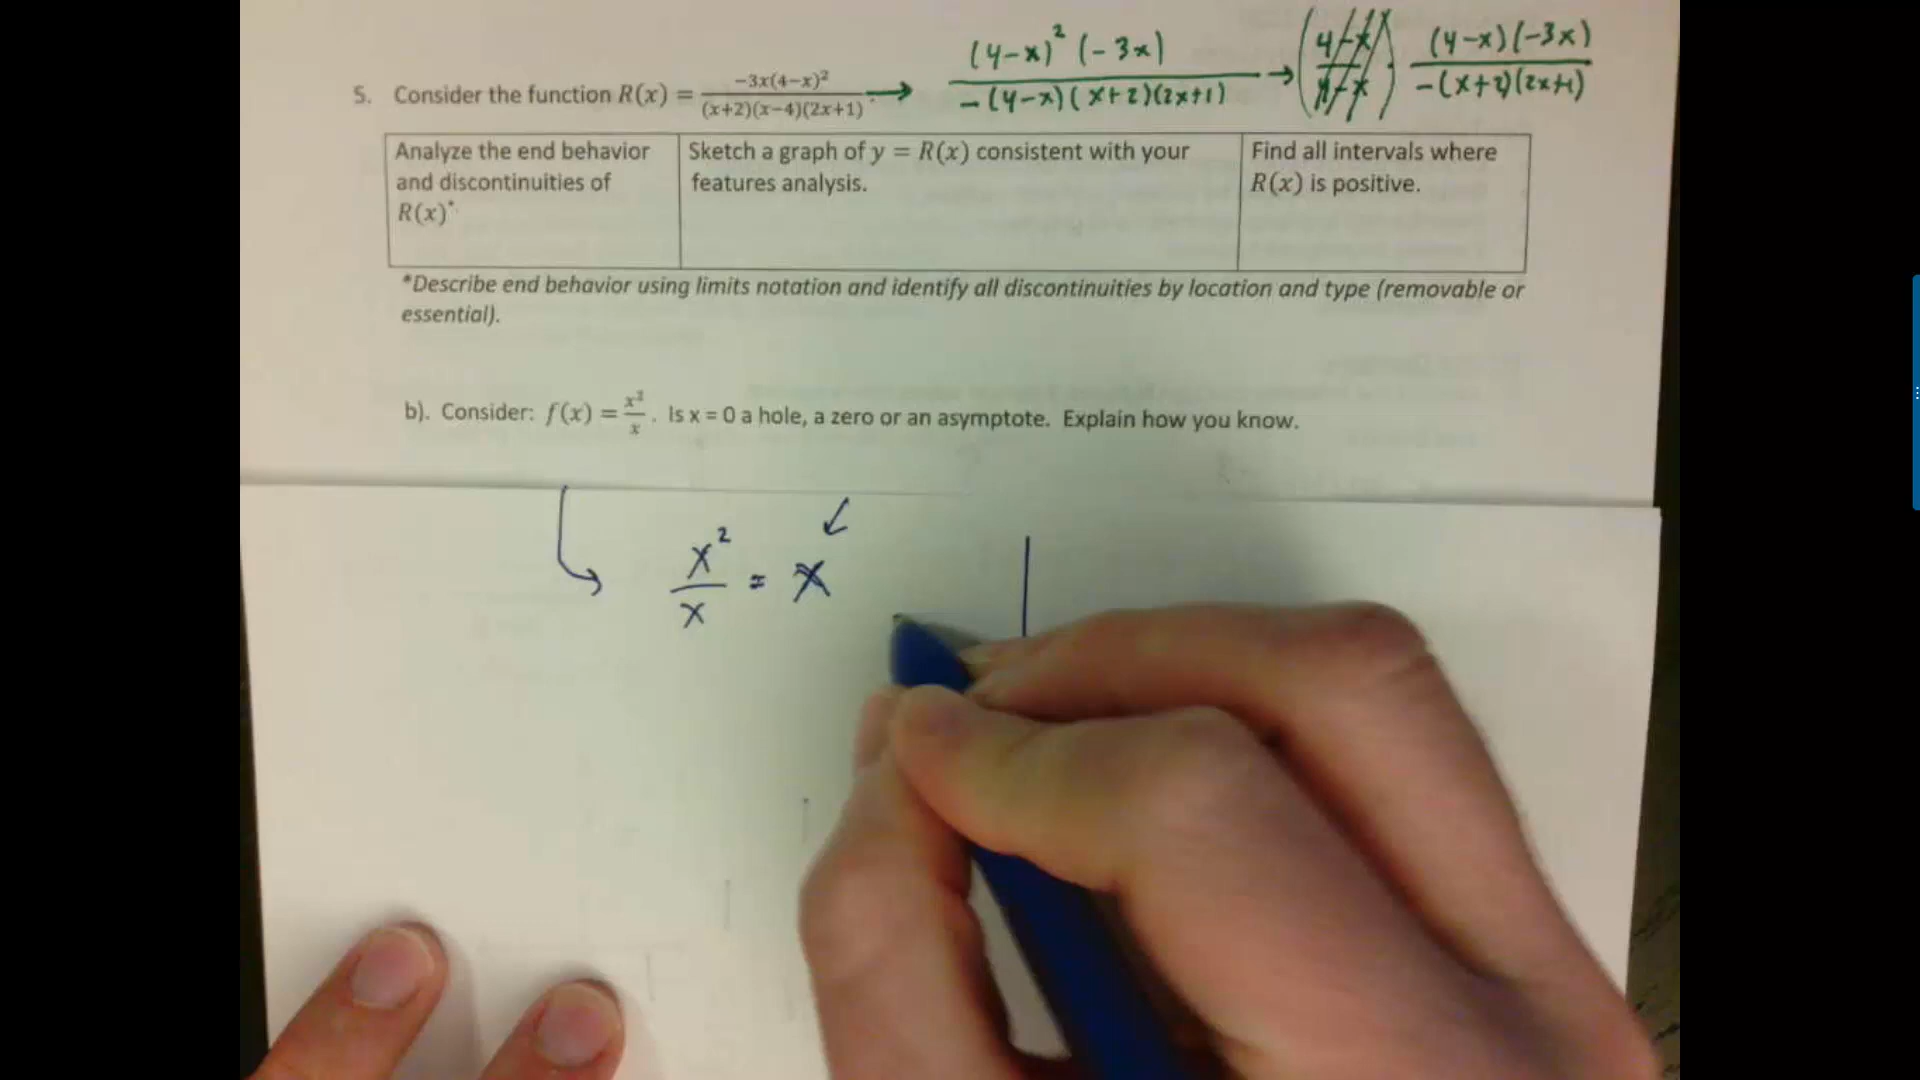 (4-x)² (-3x)
-(4-x)(x+2)(2x+1)
(4-x)(-3x)
-(x+2)(2x+1)
5. Consider the function R(x) = −3x(4−x)² / (x+2)(x−4)(2x+1)
Analyze the end behavior
and discontinuities of
R(x)*
Sketch a graph of y = R(x) consistent with your
features analysis.
Find all intervals where
R(x) is positive.
*Describe end behavior using limits notation and identify all discontinuities by location and type (removable or
essential).
b). Consider: f(x) = x² / x . Is x = 0 a hole, a zero or an asymptote. Explain how you know.
x² / x = x